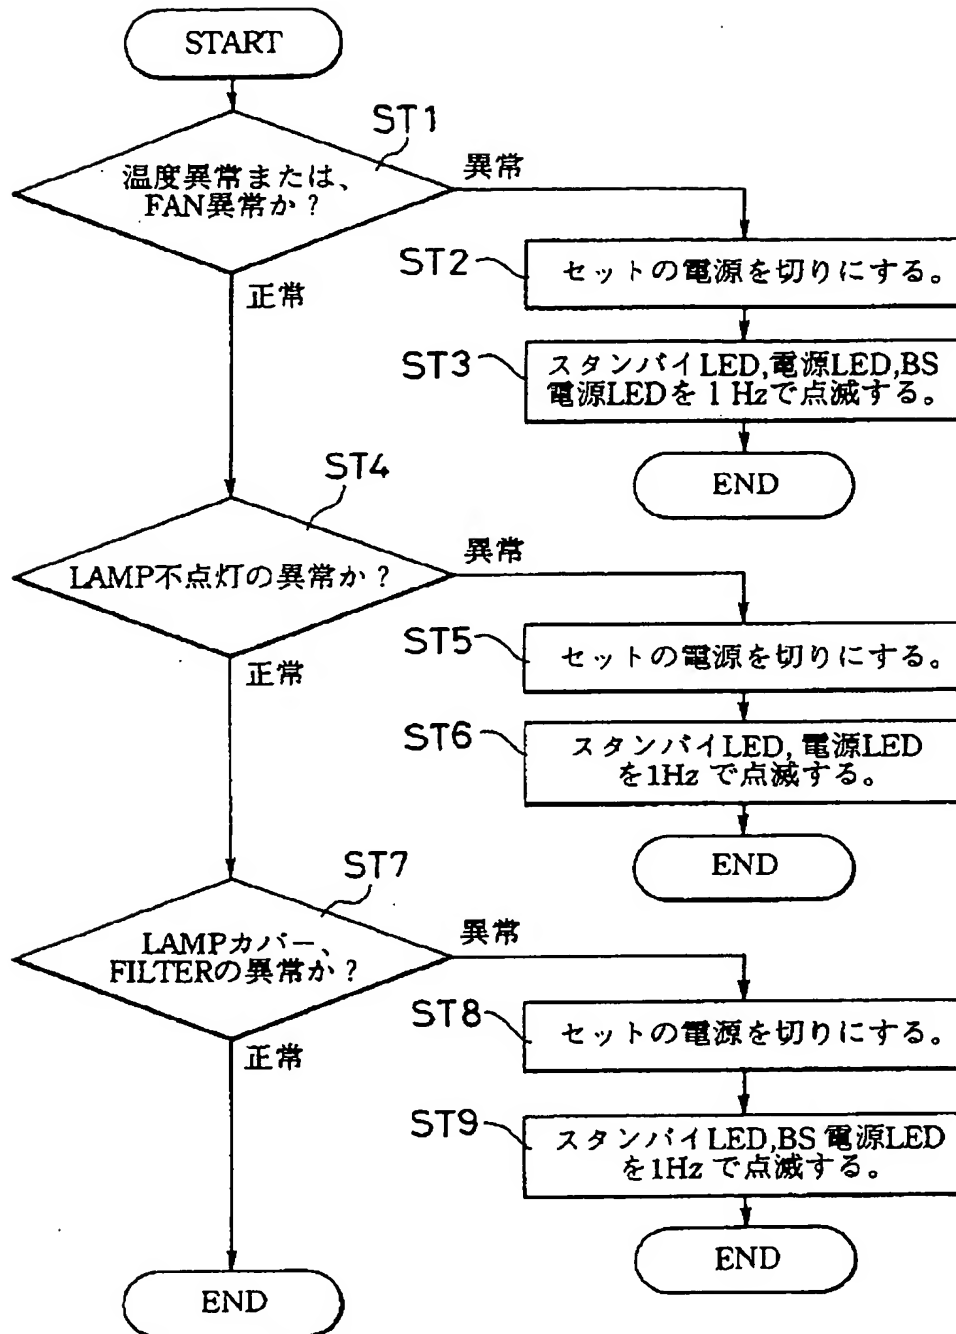 START
ST1
温度異常または、
FAN異常か?
異常
正常
ST2
セットの電源を切りにする。
ST3
スタンバイLED,電源LED,BS
電源LEDを1Hzで点滅する。
END
ST4
LAMP不点灯の異常か?
異常
正常
ST5
セットの電源を切りにする。
ST6
スタンバイLED,電源LED
を1Hzで点滅する。
END
ST7
LAMPカバー、
FILTERの異常か?
異常
正常
ST8
セットの電源を切りにする。
ST9
スタンバイLED,BS電源LED
を1Hzで点滅する。
END
END